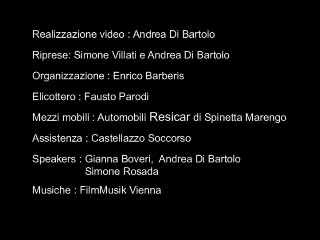 Realizzazione video : Andrea Di Bartolo
Riprese: Simone Villati e Andrea Di Bartolo
Organizzazione : Enrico Barberis
Elicottero : Fausto Parodi
Mezzi mobili : Automobili Resicar di Spinetta Marengo
Assistenza : Castellazzo Soccorso
Speakers : Gianna Boveri, Andrea Di Bartolo
Simone Rosada
Musiche : FilmMusik Vienna